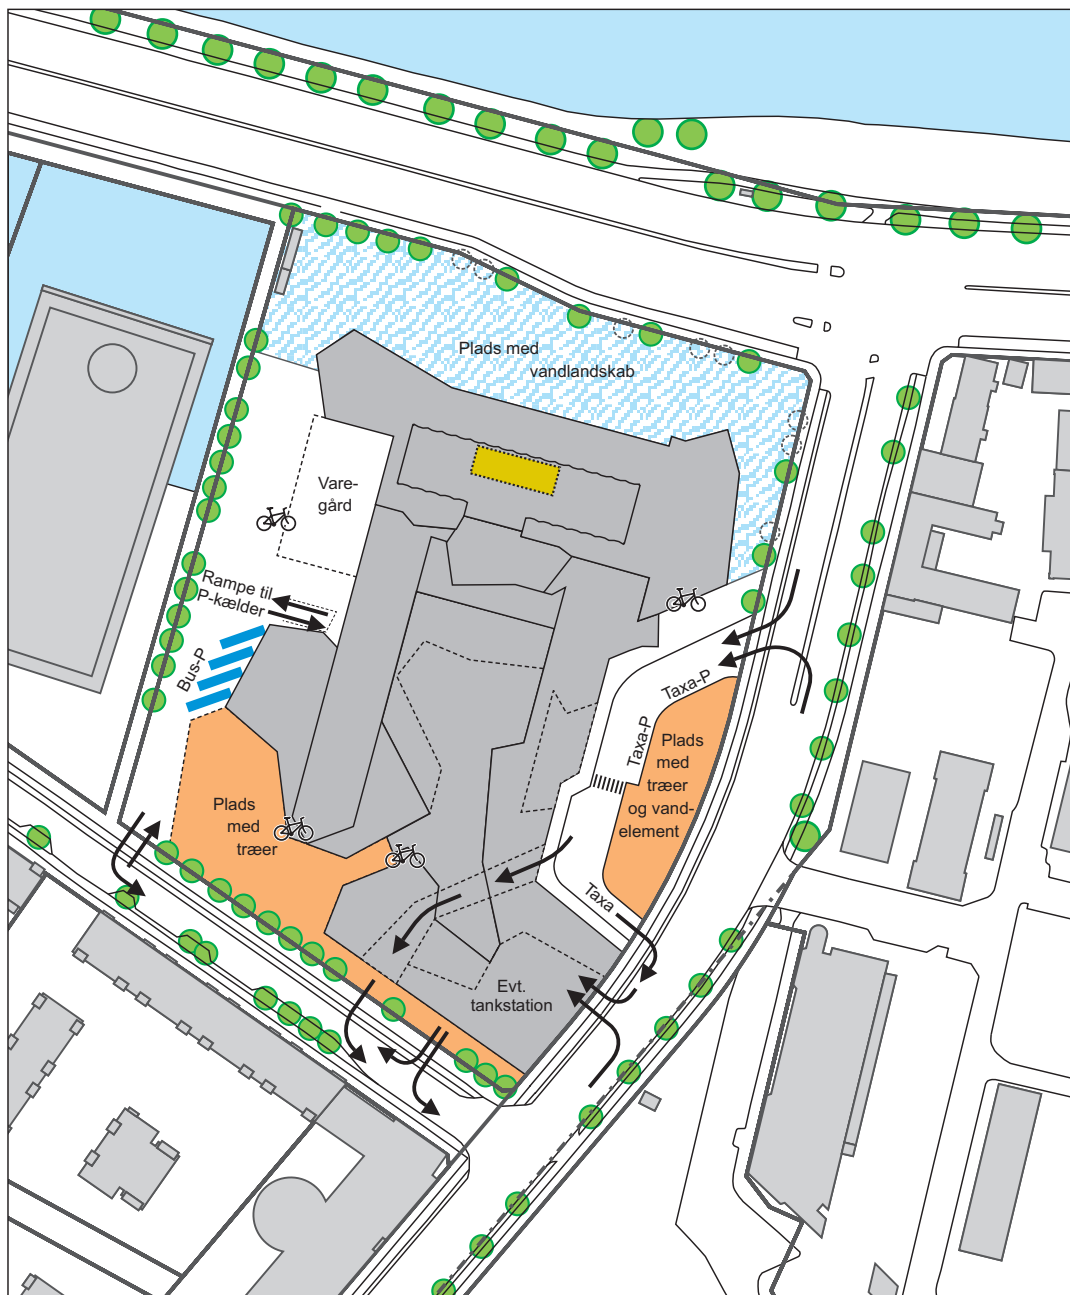 Plads med
vandlandskab
Vare-
gård
Rampe til
P-kælder
Bus-P
Taxa-P
Taxa-P
Plads
med
træer
og vand-
element
Plads
med
træer
Taxa
Evt.
tankstation